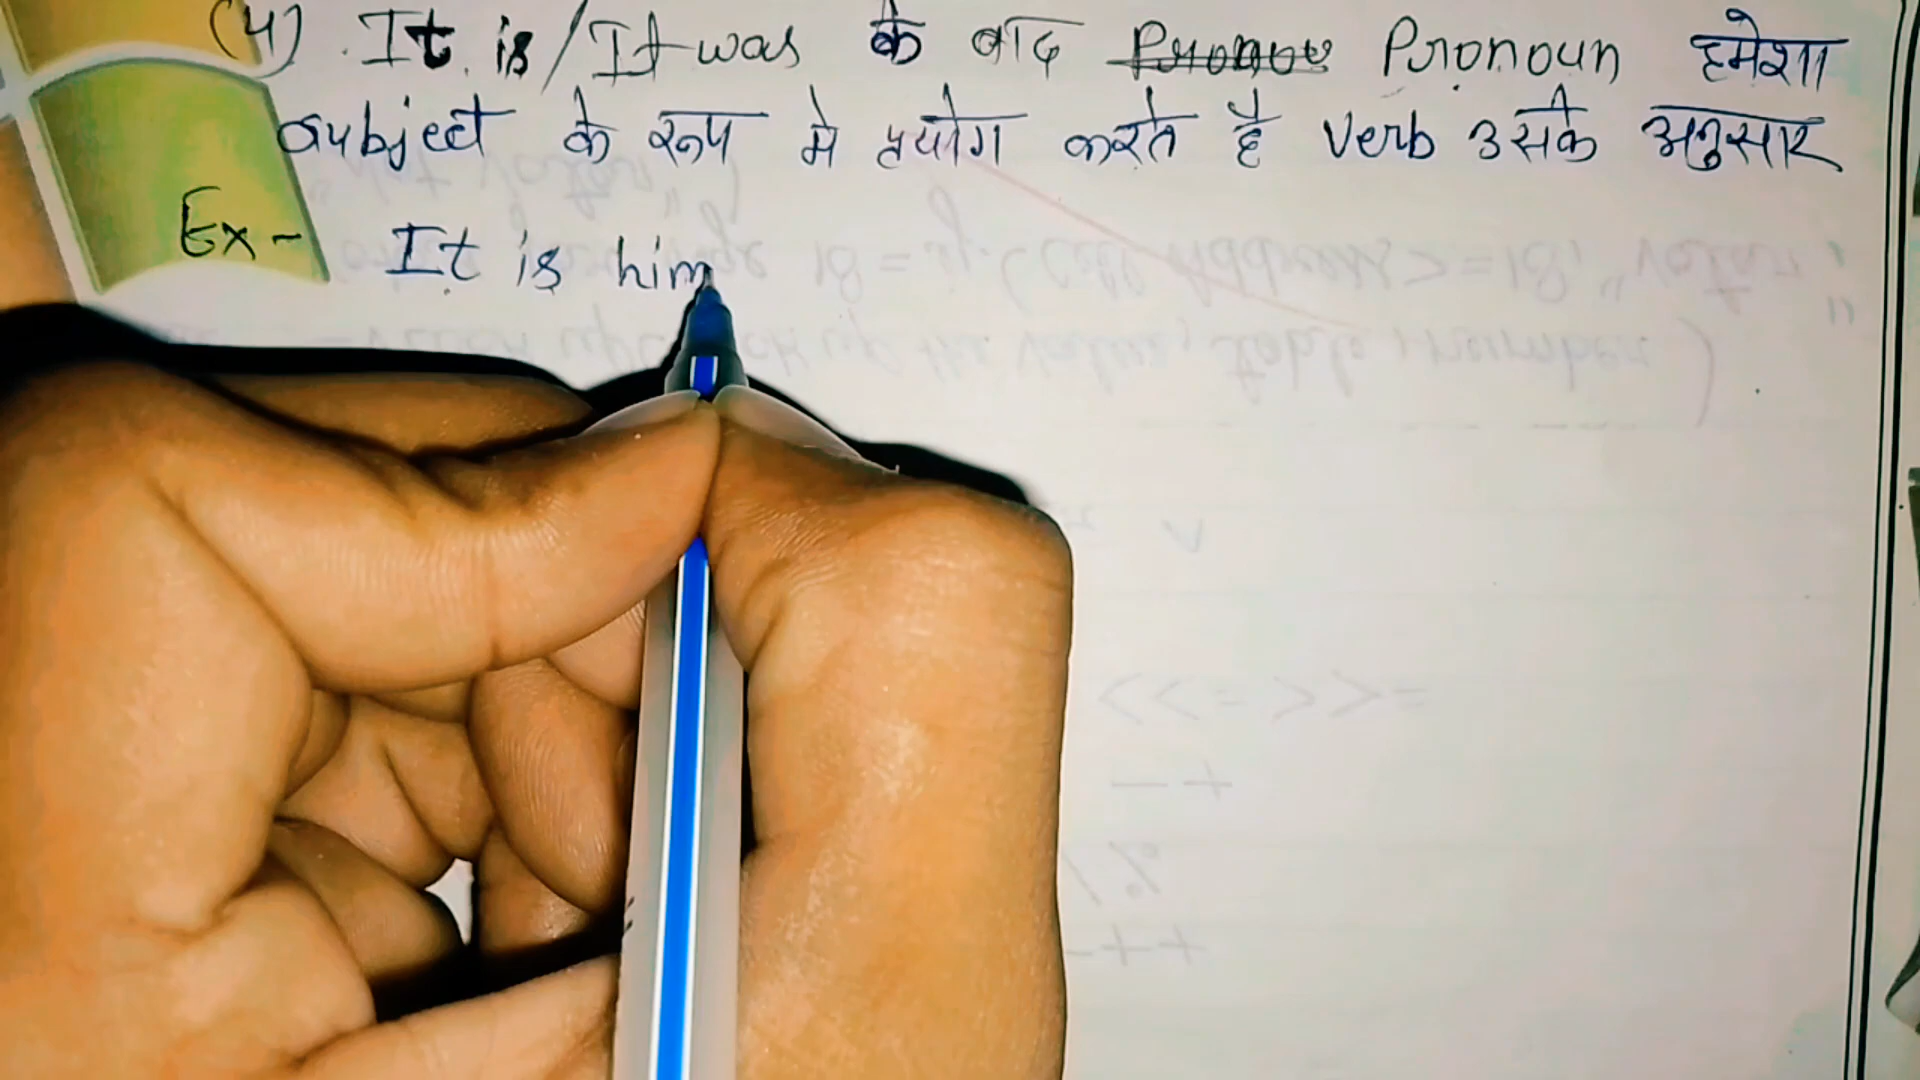 (4) . It is / It was के बाद Pronoun हमेशा
subject के रूप मे प्रयोग करते है verb उसके अनुसार
Ex- It is him